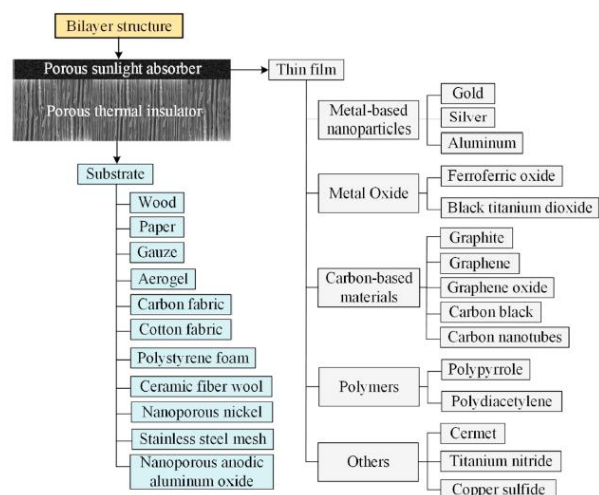 Bilayer structure
Porous sunlight absorber
Porous thermal insulator
Substrate
Wood
Paper
Gauze
Aerogel
Carbon fabric
Cotton fabric
Polystyrene foam
Ceramic fiber wool
Nanoporous nickel
Stainless steel mesh
Nanoporous anodic
aluminum oxide
Thin film
Metal-based
nanoparticles
Gold
Silver
Aluminum
Metal Oxide
Ferroferric oxide
Black titanium dioxide
Carbon-based
materials
Graphite
Graphene
Graphene oxide
Carbon black
Carbon nanotubes
Polymers
Polypyrrole
Polydiacetylene
Others
Cermet
Titanium nitride
Copper sulfide